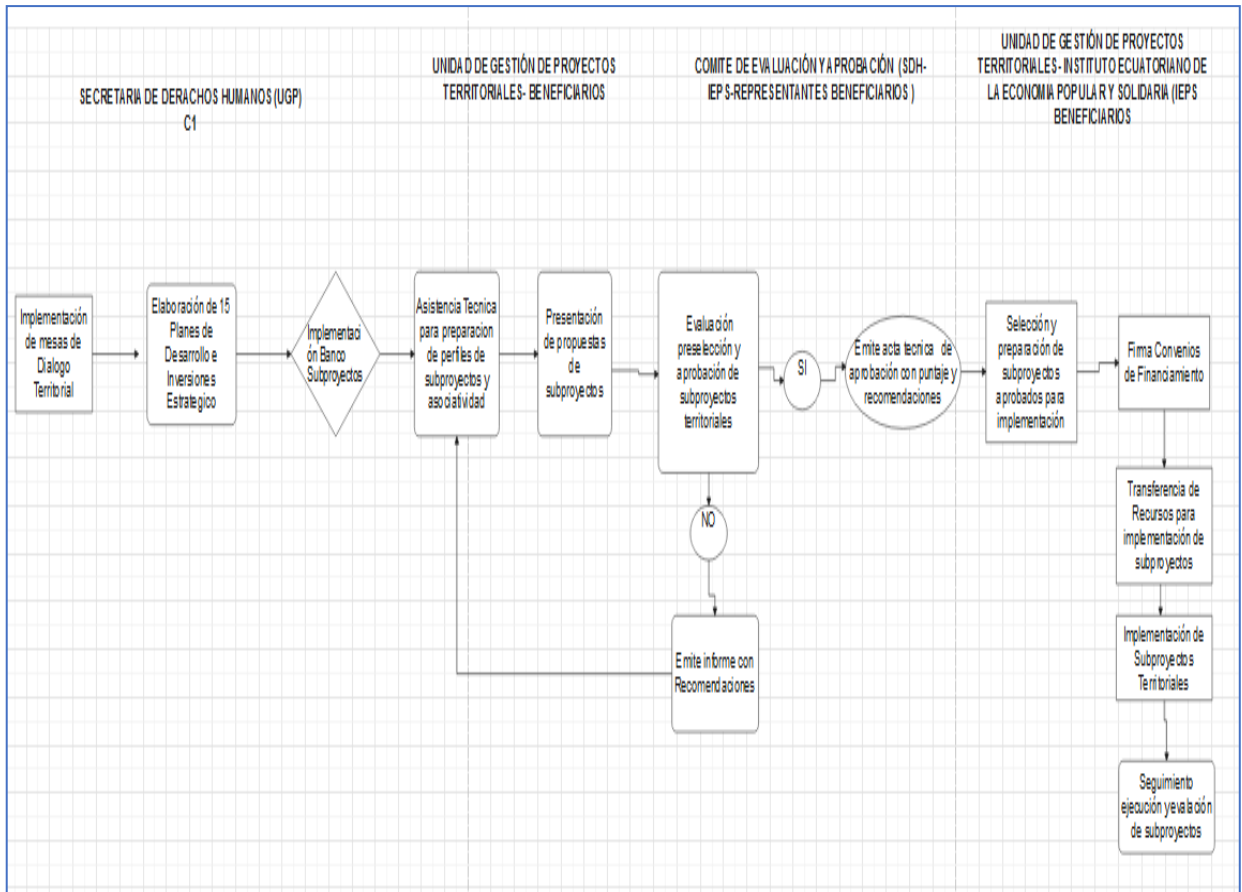 SECRETARIA DE DERACHOS HUMANOS (UGP)
C1
UNIDAD DE GESTIÓN DE PROYECTOS
TERRITORIALES- BENEFICIARIOS
COMITE DE EVALUACIÓN Y APROBACIÓN (SDH-
IEPS-REPRESENTANTES BENEFICIARIOS )
UNIDAD DE GESTIÓN DE PROYECTOS
TERRITORIALES- INSTITUTO ECUATORIANO DE
LA ECONOMIA POPULAR Y SOLIDARIA (IEPS
BENEFICIARIOS
Implementación
de mesas de
Dialogo
Territorial
Elaboración de 15
Planes de
Desarrollo e
Inversiones
Estrategico
Implementaci
ón Banco
Subproyectos
Asistencia Tecnica
para preparacion
de perfiles de
subproyectos y
asociatividad
Presentación
de propuestas
de
subproyectos
Evaluación
preselección y
aprobación de
subproyectos
territoriales
SI
Emite acta tecnica de
aprobación con puntaje y
recomendaciones
Selección y
preparación de
subproyectos
aprobados para
implementación
Firma Convenios
de Financiamiento
NO
Emite informe con
Recomendaciones
Transferencia de
Recursos para
implementación de
subproyectos
Implementación de
Subproyectos
Territoriales
Seguimiento
ejecución y evalación
de subproyectos